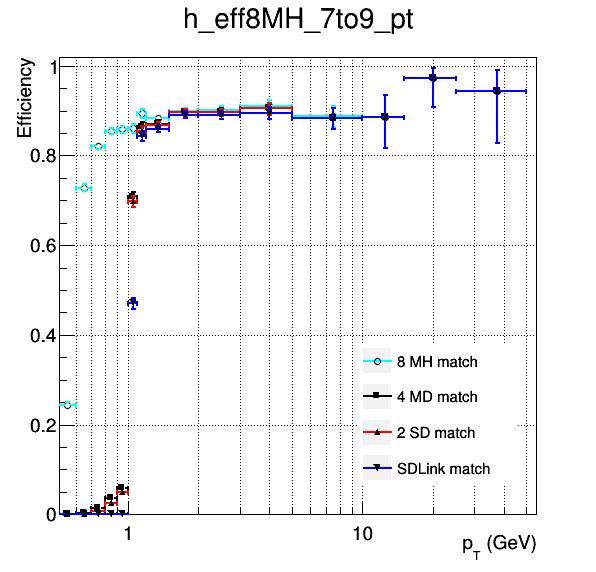 h_eff8MH_7to9_pt
Efficiency
1
0.8
0.6
0.4
0.2
0
8 MH match
4 MD match
2 SD match
SDLink match
1
10
p_T (GeV)